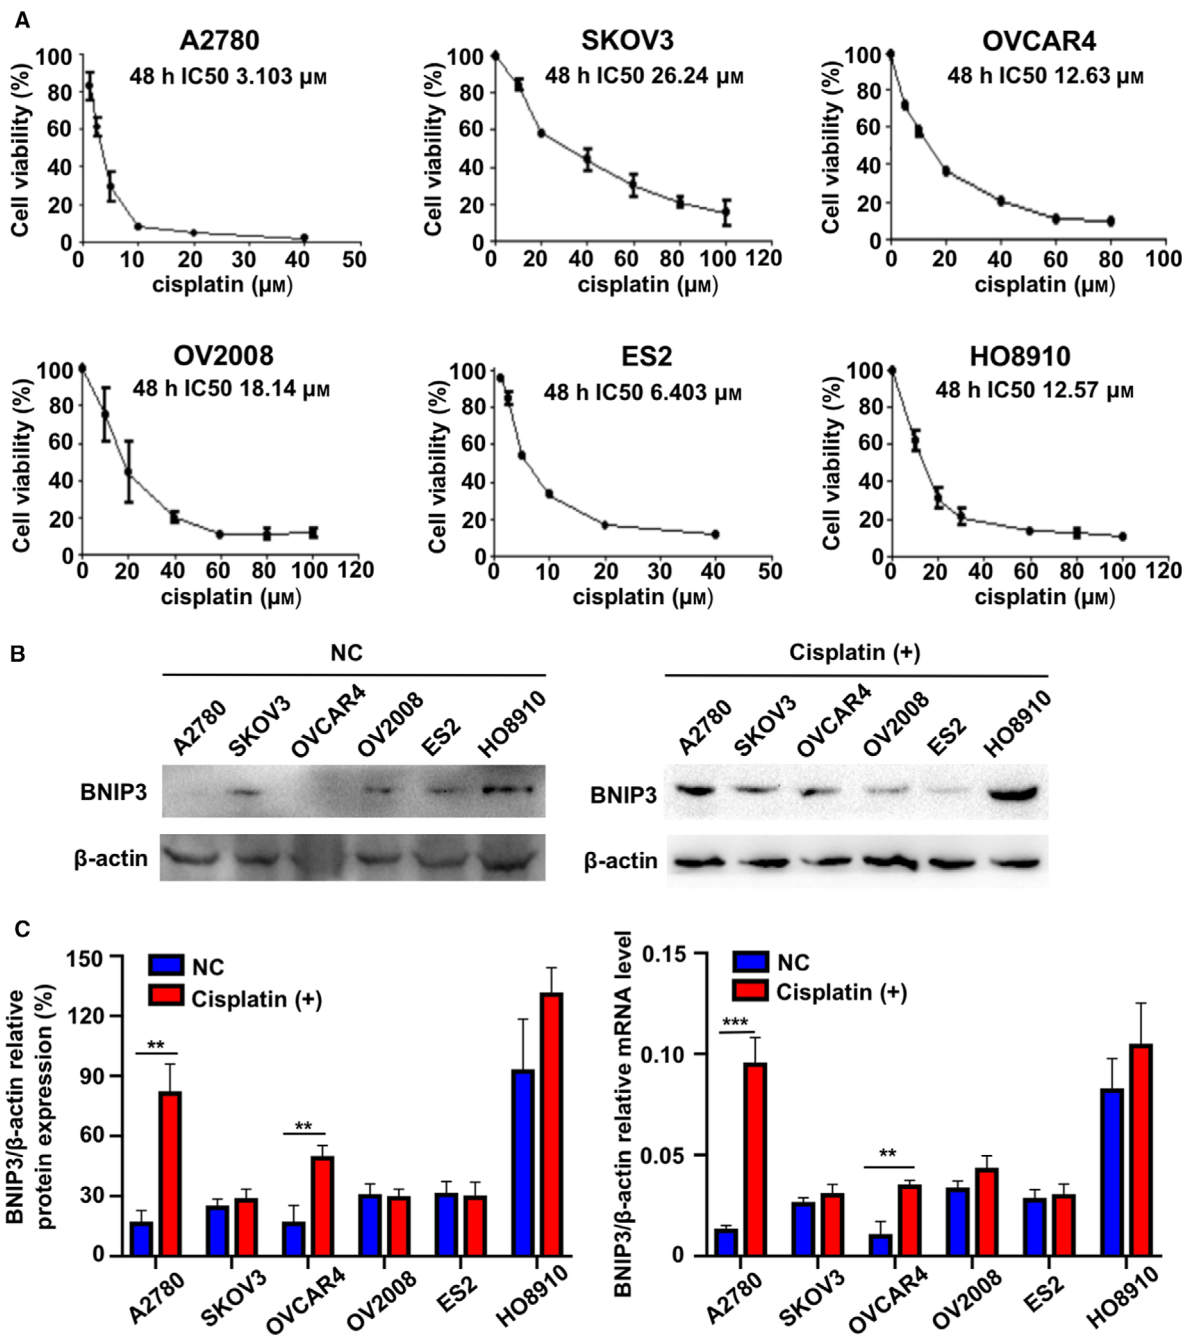 A
A2780
48 h IC50 3.103 µM
Cell viability (%)
100
80
60
40
20
0
0 10 20 30 40 50
cisplatin (µM)
SKOV3
48 h IC50 26.24 µM
Cell viability (%)
100
80
60
40
20
0
0 20 40 60 80 100 120
cisplatin (µM)
OVCAR4
48 h IC50 12.63 µM
Cell viability (%)
100
80
60
40
20
0
0 20 40 60 80 100
cisplatin (µM)
OV2008
48 h IC50 18.14 µM
Cell viability (%)
100
80
60
40
20
0
0 20 40 60 80 100 120
cisplatin (µM)
ES2
48 h IC50 6.403 µM
Cell viability (%)
100
80
60
40
20
0
0 10 20 30 40 50
cisplatin (µM)
HO8910
48 h IC50 12.57 µM
Cell viability (%)
100
80
60
40
20
0
0 20 40 60 80 100 120
cisplatin (µM)
B
NC
A2780 SKOV3 OVCAR4 OV2008 ES2 HO8910
BNIP3
β-actin
Cisplatin (+)
A2780 SKOV3 OVCAR4 OV2008 ES2 HO8910
BNIP3
β-actin
C
BNIP3/β-actin relative
protein expression (%)
150
120
90
60
30
0
NC
Cisplatin (+)
**
**
A2780 SKOV3 OVCAR4 OV2008 ES2 HO8910
BNIP3/β-actin relative mRNA level
0.15
0.10
0.05
0
NC
Cisplatin (+)
***
**
A2780 SKOV3 OVCAR4 OV2008 ES2 HO8910